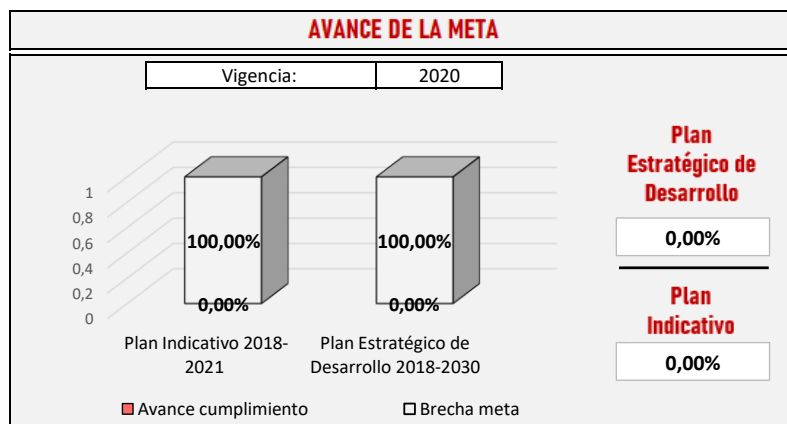 AVANCE DE LA META
Vigencia: 2020
1
0,8
0,6
0,4
0,2
0
100,00% 100,00%
0,00% 0,00%
Plan Indicativo 2018-
2021
Plan Estratégico de
Desarrollo 2018-2030
Avance cumplimiento Brecha meta
Plan
Estratégico de
Desarrollo
0,00%
Plan
Indicativo
0,00%